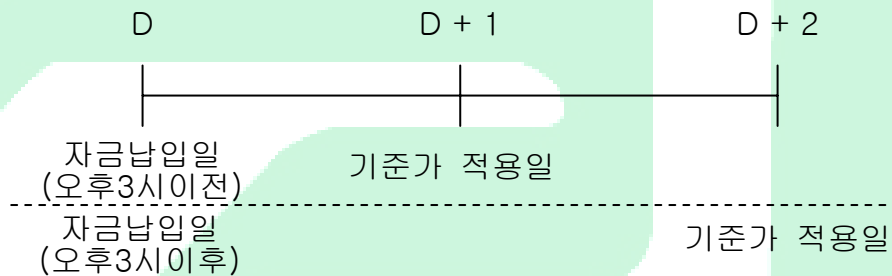 D
D + 1
D + 2
자금납입일
(오후3시이전)
기준가 적용일
자금납입일
(오후3시이후)
기준가 적용일